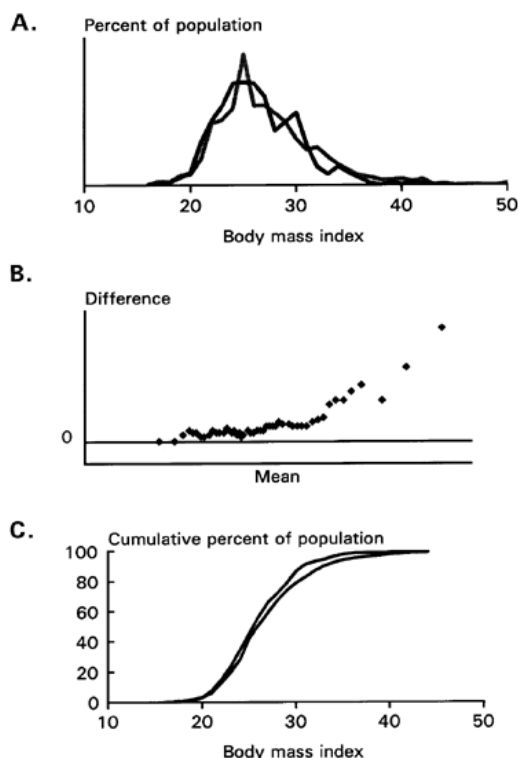 A.
Percent of population
10 20 30 40 50
Body mass index
B.
Difference
0
Mean
C.
Cumulative percent of population
100
80
60
40
20
0
10 20 30 40 50
Body mass index